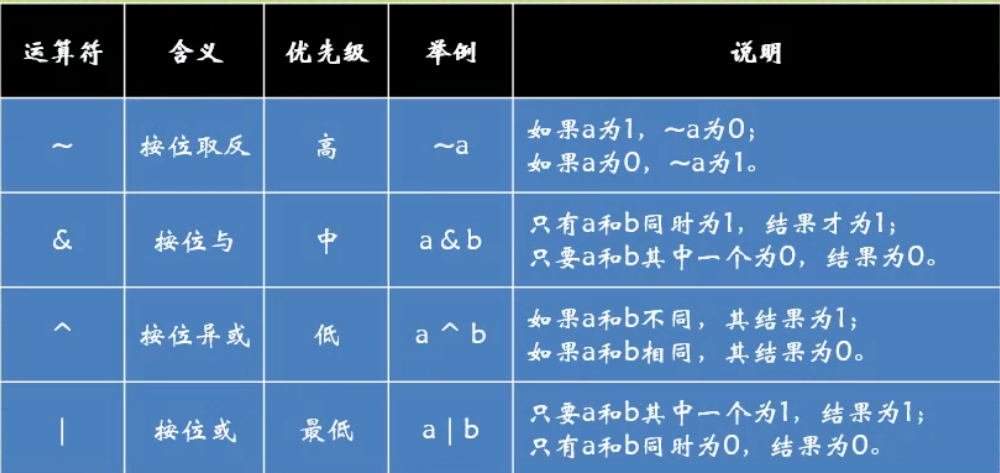 运算符 含义 优先级 举例 说明
~ 按位取反 高 ~a 如果a为1，~a为0；
如果a为0，~a为1。
& 按位与 中 a & b 只有a和b同时为1，结果才为1；
只要a和b其中一个为0，结果为0。
^ 按位异或 低 a ^ b 如果a和b不同，其结果为1；
如果a和b相同，其结果为0。
| 按位或 最低 a | b 只要a和b其中一个为1，结果为1；
只有a和b同时为0，结果为0。